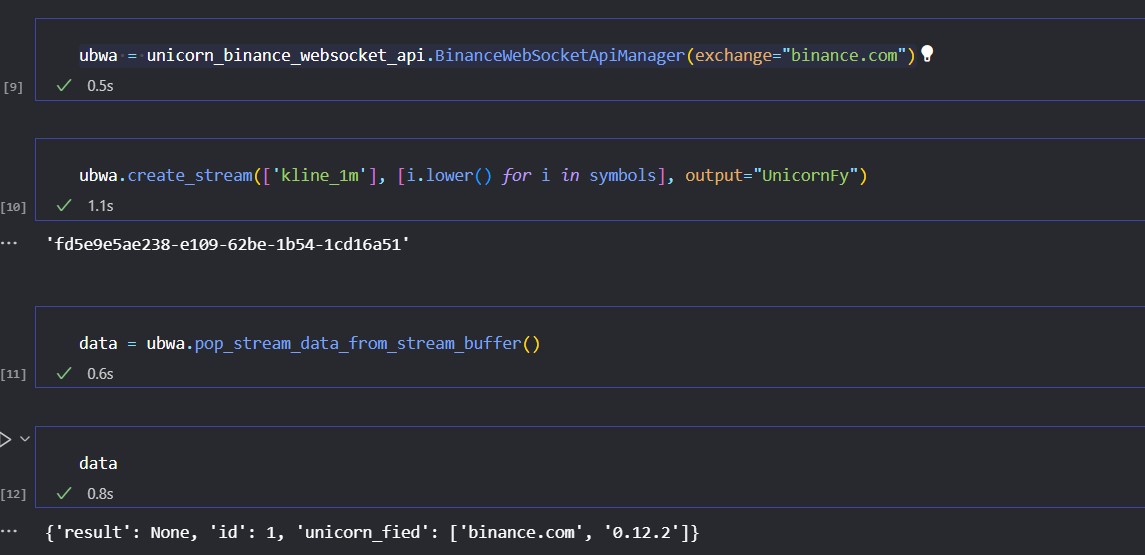 ubwa = unicorn_binance_websocket_api.BinanceWebSocketApiManager(exchange="binance.com")
[9] 0.5s
ubwa.create_stream(['kline_1m'], [i.lower() for i in symbols], output="UnicornFy")
[10] 1.1s
... 'fd5e9e5ae238-e109-62be-1b54-1cd16a51'
data = ubwa.pop_stream_data_from_stream_buffer()
[11] 0.6s
data
[12] 0.8s
... {'result': None, 'id': 1, 'unicorn_fied': ['binance.com', '0.12.2']}